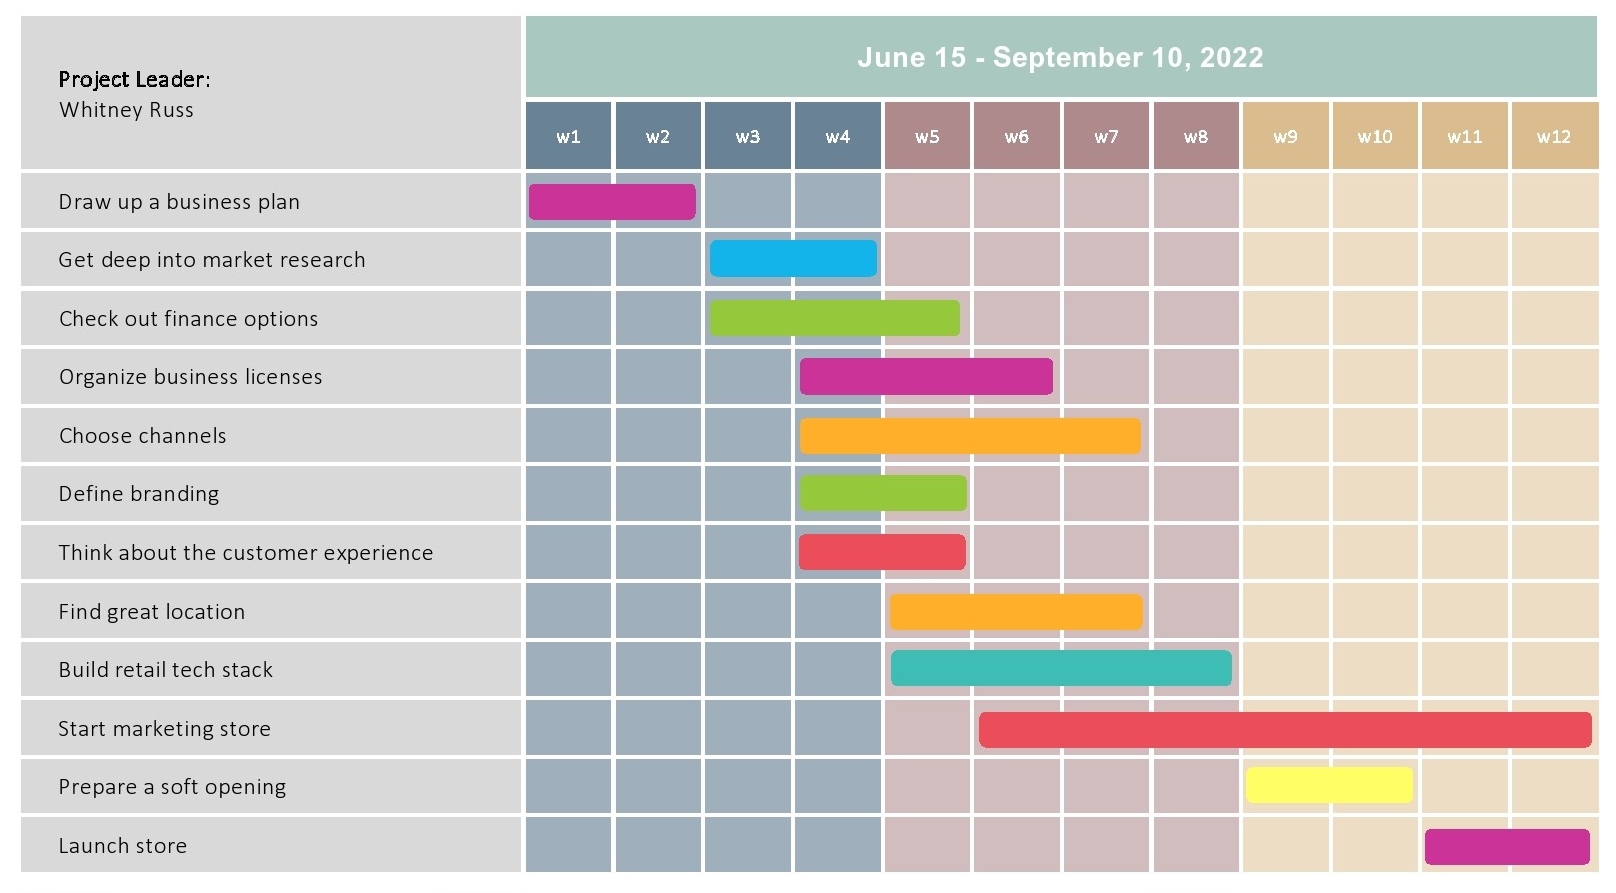 Project Leader:
Whitney Russ
June 15 - September 10, 2022
w1 w2 w3 w4 w5 w6 w7 w8 w9 w10 w11 w12
Draw up a business plan
Get deep into market research
Check out finance options
Organize business licenses
Choose channels
Define branding
Think about the customer experience
Find great location
Build retail tech stack
Start marketing store
Prepare a soft opening
Launch store